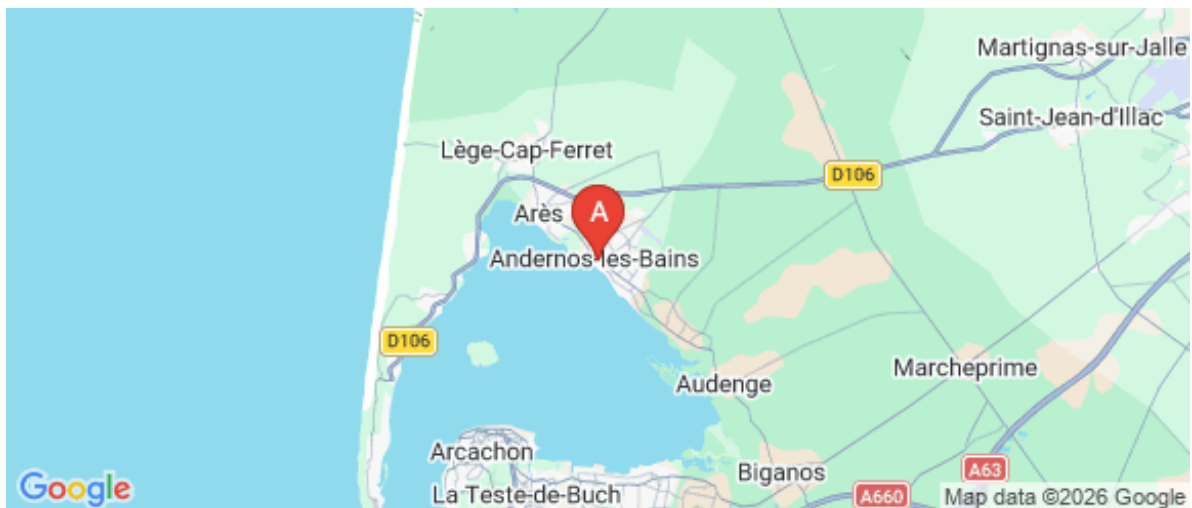 Martignas-sur-Jalle
Saint-Jean-d'Illac
Lège-Cap-Ferret
D106
A
Arès
Andernos-les-Bains
D106
Marcheprime
Audenge
Arcachon
Biganos
A63
La Teste-de-Buch
A660
Google
Map data ©2026 Google